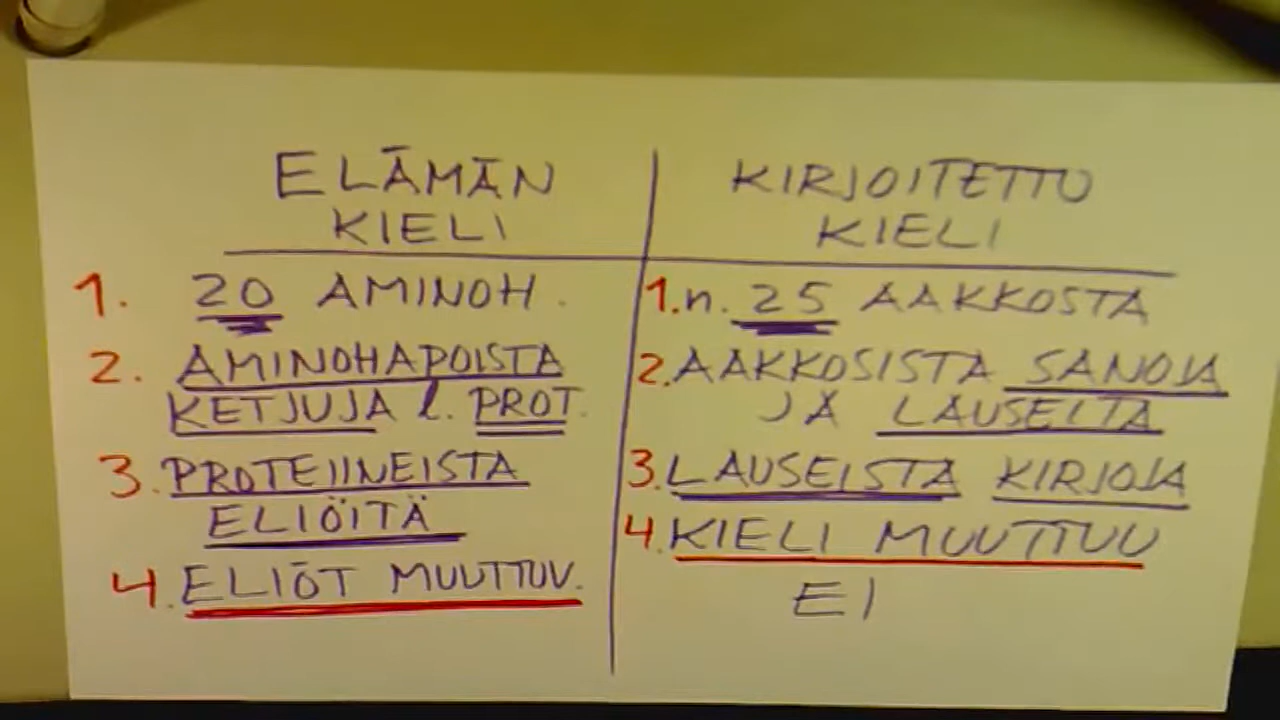 ELÄMÄN
KIELI
1. 20 AMINOH.
2. AMINOHAPOISTA
KETJUJA l. PROT.
3. PROTEIINEISTA
ELIÖITÄ
4. ELIÖT MUUTTUV.
KIRJOITETTU
KIELI
1. n. 25 AAKKOSTA
2. AAKKOSISTA SANOJA
JA LAUSEITA
3. LAUSEISTA KIRJOJA
4. KIELI MUUTTUU
EI